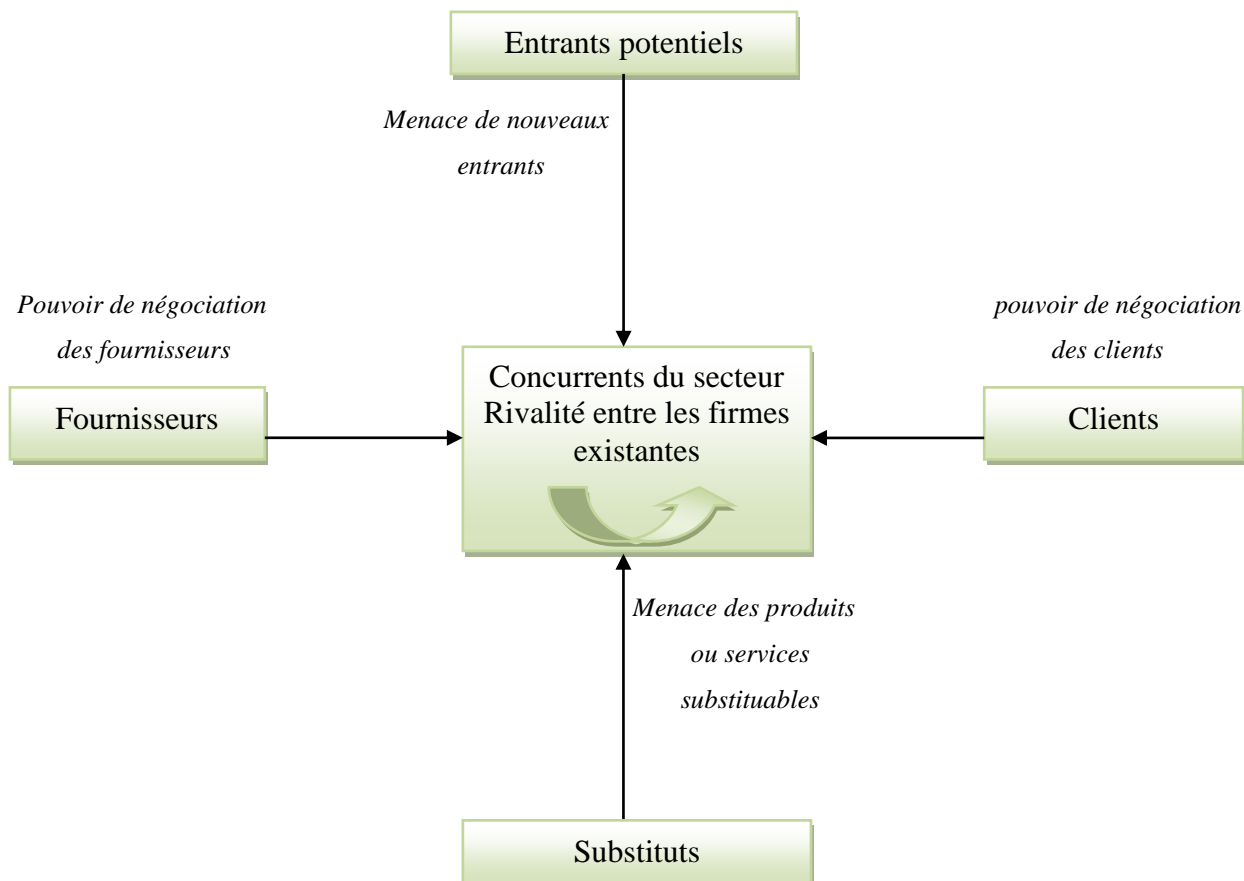 Entrants potentiels
Menace de nouveaux
entrants
Pouvoir de négociation
des fournisseurs
pouvoir de négociation
des clients
Fournisseurs
Concurrents du secteur
Rivalité entre les firmes
existantes
Clients
Menace des produits
ou services
substituables
Substituts